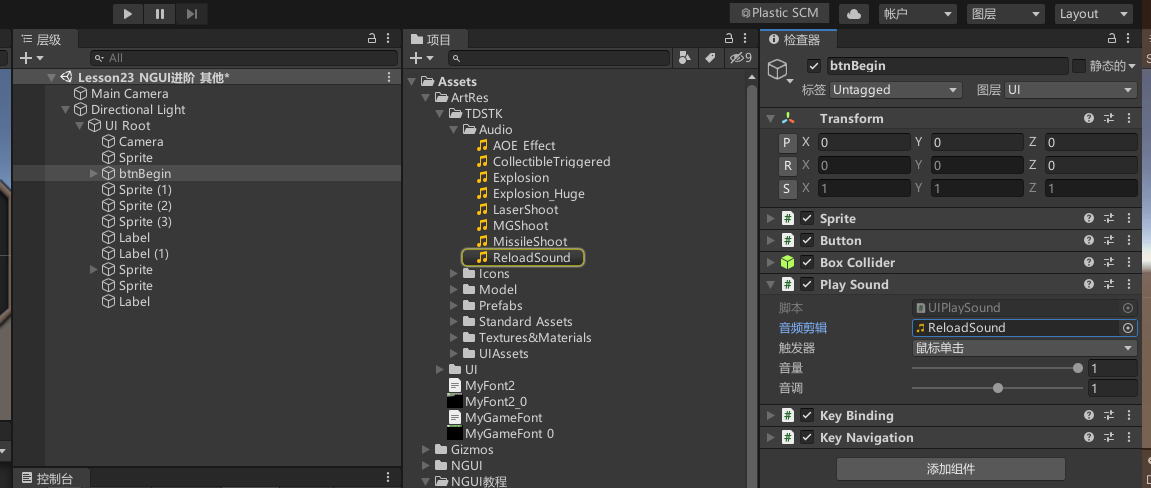 Plastic SCM
帐户
图层
Layout
层级
All
Lesson23 NGUI进阶 其他*
Main Camera
Directional Light
UI Root
Camera
Sprite
btnBegin
Sprite (1)
Sprite (2)
Sprite (3)
Label
Label (1)
Sprite
Sprite
Label
控制台
项目
9
Assets
ArtRes
TDSTK
Audio
AOE_Effect
CollectibleTriggered
Explosion
Explosion_Huge
LaserShoot
MGShoot
MissileShoot
ReloadSound
Icons
Model
Prefabs
Standard Assets
Textures&Materials
UIAssets
UI
MyFont2
MyFont2_0
MyGameFont
MyGameFont_0
Gizmos
NGUI
NGUI教程
检查器
btnBegin 静态的
标签 Untagged 图层 UI
Transform
P X 0 Y 0 Z 0
R X 0 Y 0 Z 0
S X 1 Y 1 Z 1
Sprite
Button
Box Collider
Play Sound
脚本 UIPlaySound
音频剪辑 ReloadSound
触发器 鼠标单击
音量 1
音调 1
Key Binding
Key Navigation
添加组件